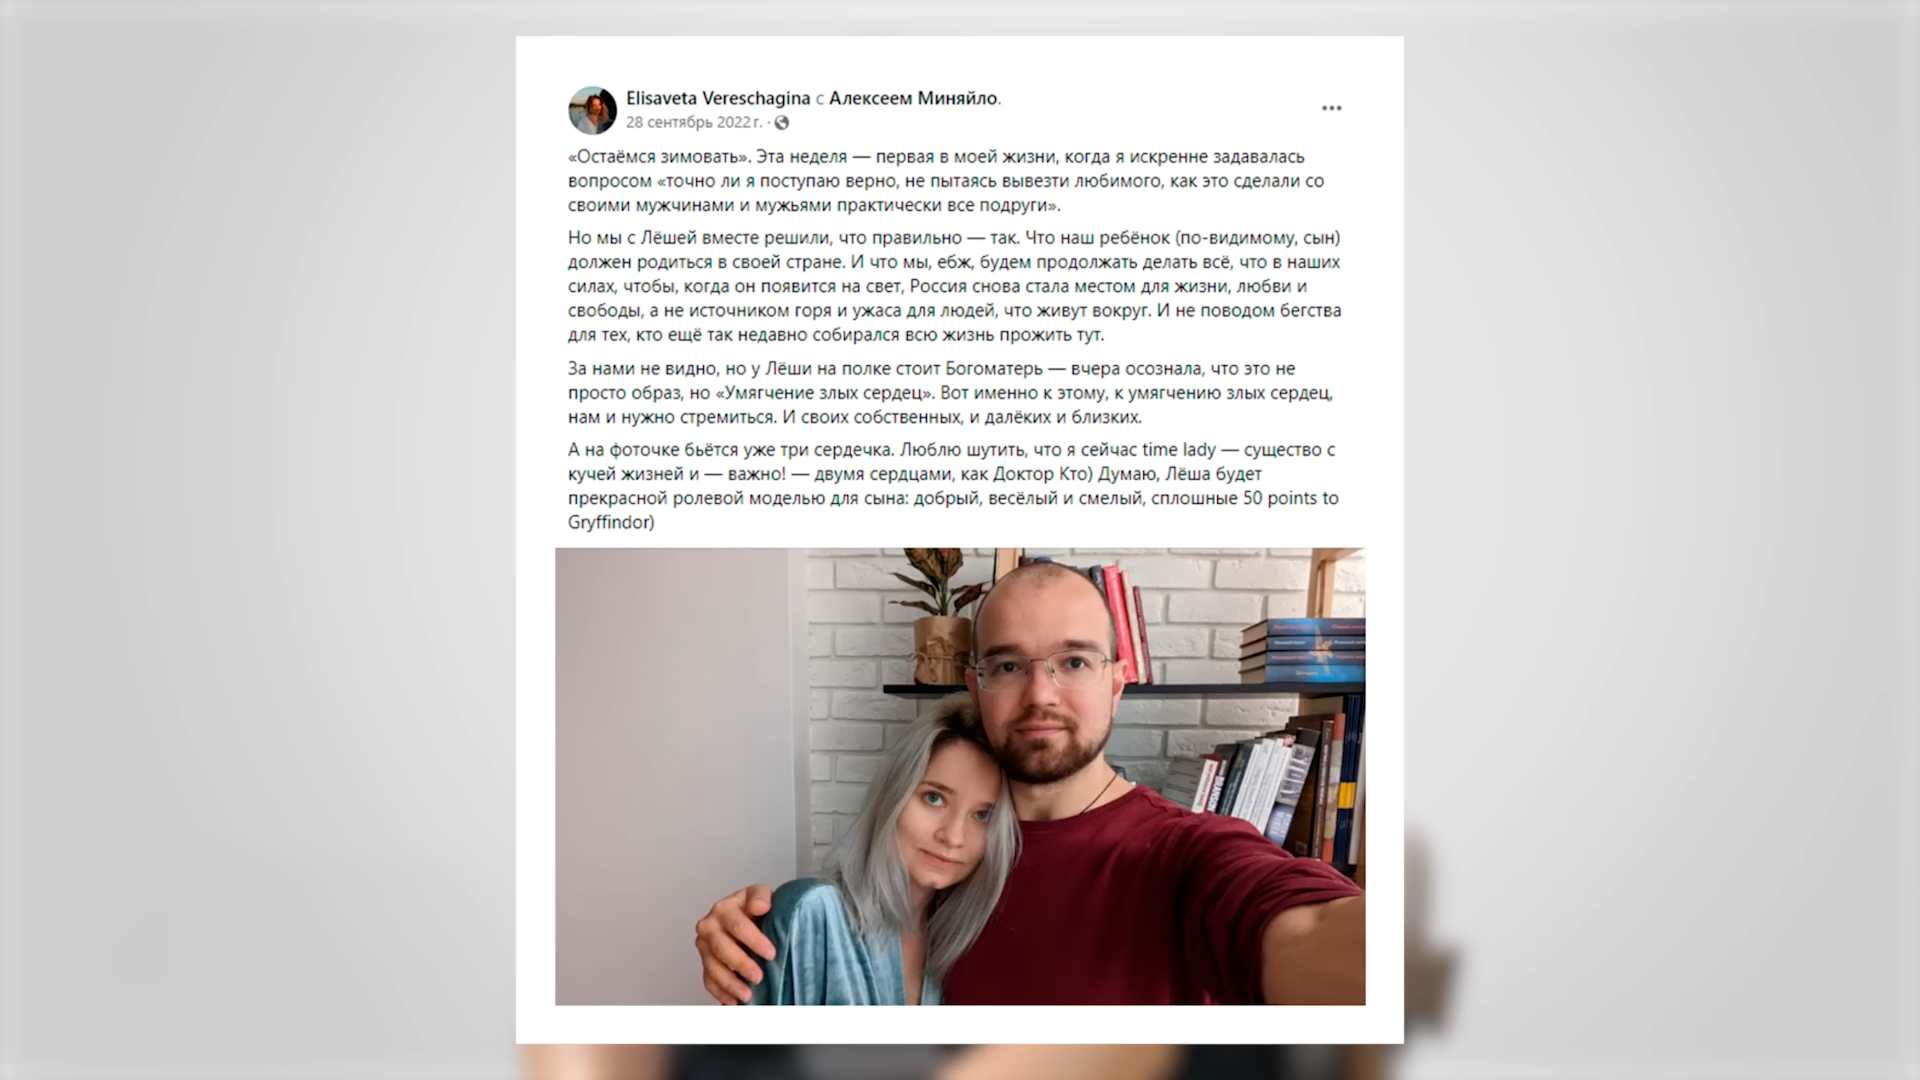 Elisaveta Vereschagina с Алексеем Миняйло.
28 сентябрь 2022 г. ·
«Остаёмся зимовать». Эта неделя — первая в моей жизни, когда я искренне задавалась
вопросом «точно ли я поступаю верно, не пытаясь вывезти любимого, как это сделали со
своими мужчинами и мужьями практически все подруги».
Но мы с Лёшей вместе решили, что правильно — так. Что наш ребёнок (по-видимому, сын)
должен родиться в своей стране. И что мы, ебж, будем продолжать делать всё, что в наших
силах, чтобы, когда он появится на свет, Россия снова стала местом для жизни, любви и
свободы, а не источником горя и ужаса для людей, что живут вокруг. И не поводом бегства
для тех, кто ещё так недавно собирался всю жизнь прожить тут.
За нами не видно, но у Лёши на полке стоит Богоматерь — вчера осознала, что это не
просто образ, но «Умягчение злых сердец». Вот именно к этому, к умягчению злых сердец,
нам и нужно стремиться. И своих собственных, и далёких и близких.
А на фоточке бьётся уже три сердечка. Люблю шутить, что я сейчас time lady — существо с
кучей жизней и — важно! — двумя сердцами, как Доктор Кто) Думаю, Лёша будет
прекрасной ролевой моделью для сына: добрый, весёлый и смелый, сплошные 50 points to
Gryffindor)